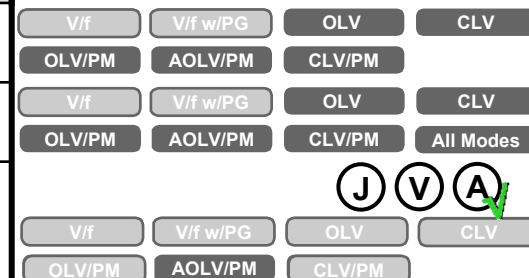 V/f V/f w/PG OLV CLV
OLV/PM AOLV/PM CLV/PM
V/f V/f w/PG OLV CLV
OLV/PM AOLV/PM CLV/PM All Modes
J V A
V/f V/f w/PG OLV CLV
OLV/PM AOLV/PM CLV/PM